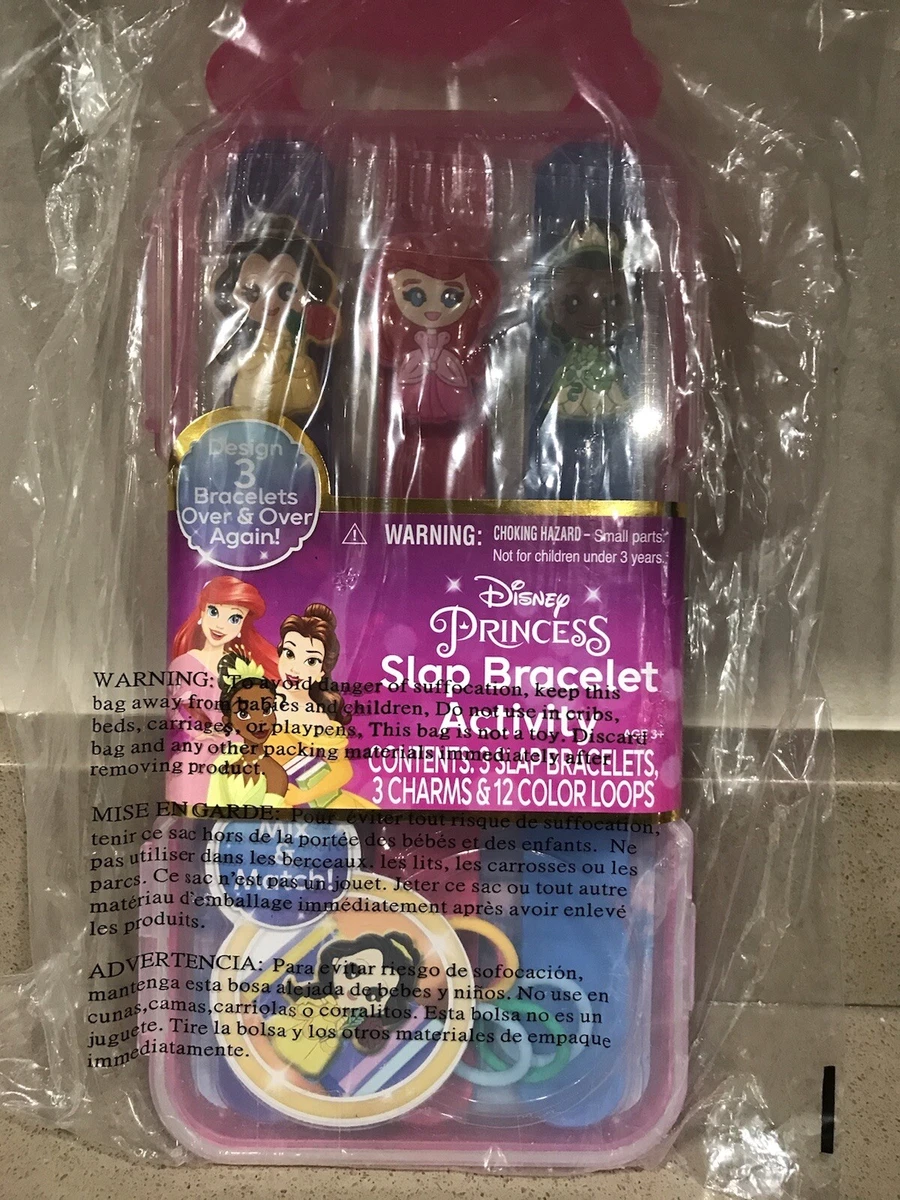 Design
3
Bracelets
Over & Over
Again!
WARNING: CHOKING HAZARD – Small parts.
Not for children under 3 years.
Disney
PRINCESS
Slap Bracelet
Activity
AGE 3+
CONTENTS: 3 SLAP BRACELETS,
3 CHARMS & 12 COLOR LOOPS
&
Match!
WARNING: To avoid danger of suffocation, keep this
bag away from babies and children, Do not use in cribs,
beds, carriages, or playpens, This bag is not a toy. Discard
bag and any other packing materials immediately after
removing product.
MISE EN GARDE: Pour éviter tout risque de suffocation,
tenir ce sac hors de la portée des bébés et des enfants. Ne
pas utiliser dans les berceaux. les lits, les carrosses ou les
parcs. Ce sac n'est pas un jouet. Jeter ce sac ou tout autre
matériau d'emballage immédiatement après avoir enlevé
les produits.
ADVERTENCIA: Para evitar riesgo de sofocación,
mantenga esta bosa alejada de bebes y niños. No use en
cunas,camas,carriolas o corralitos. Esta bolsa no es un
juguete. Tire la bolsa y los otros materiales de empaque
immediatamente.